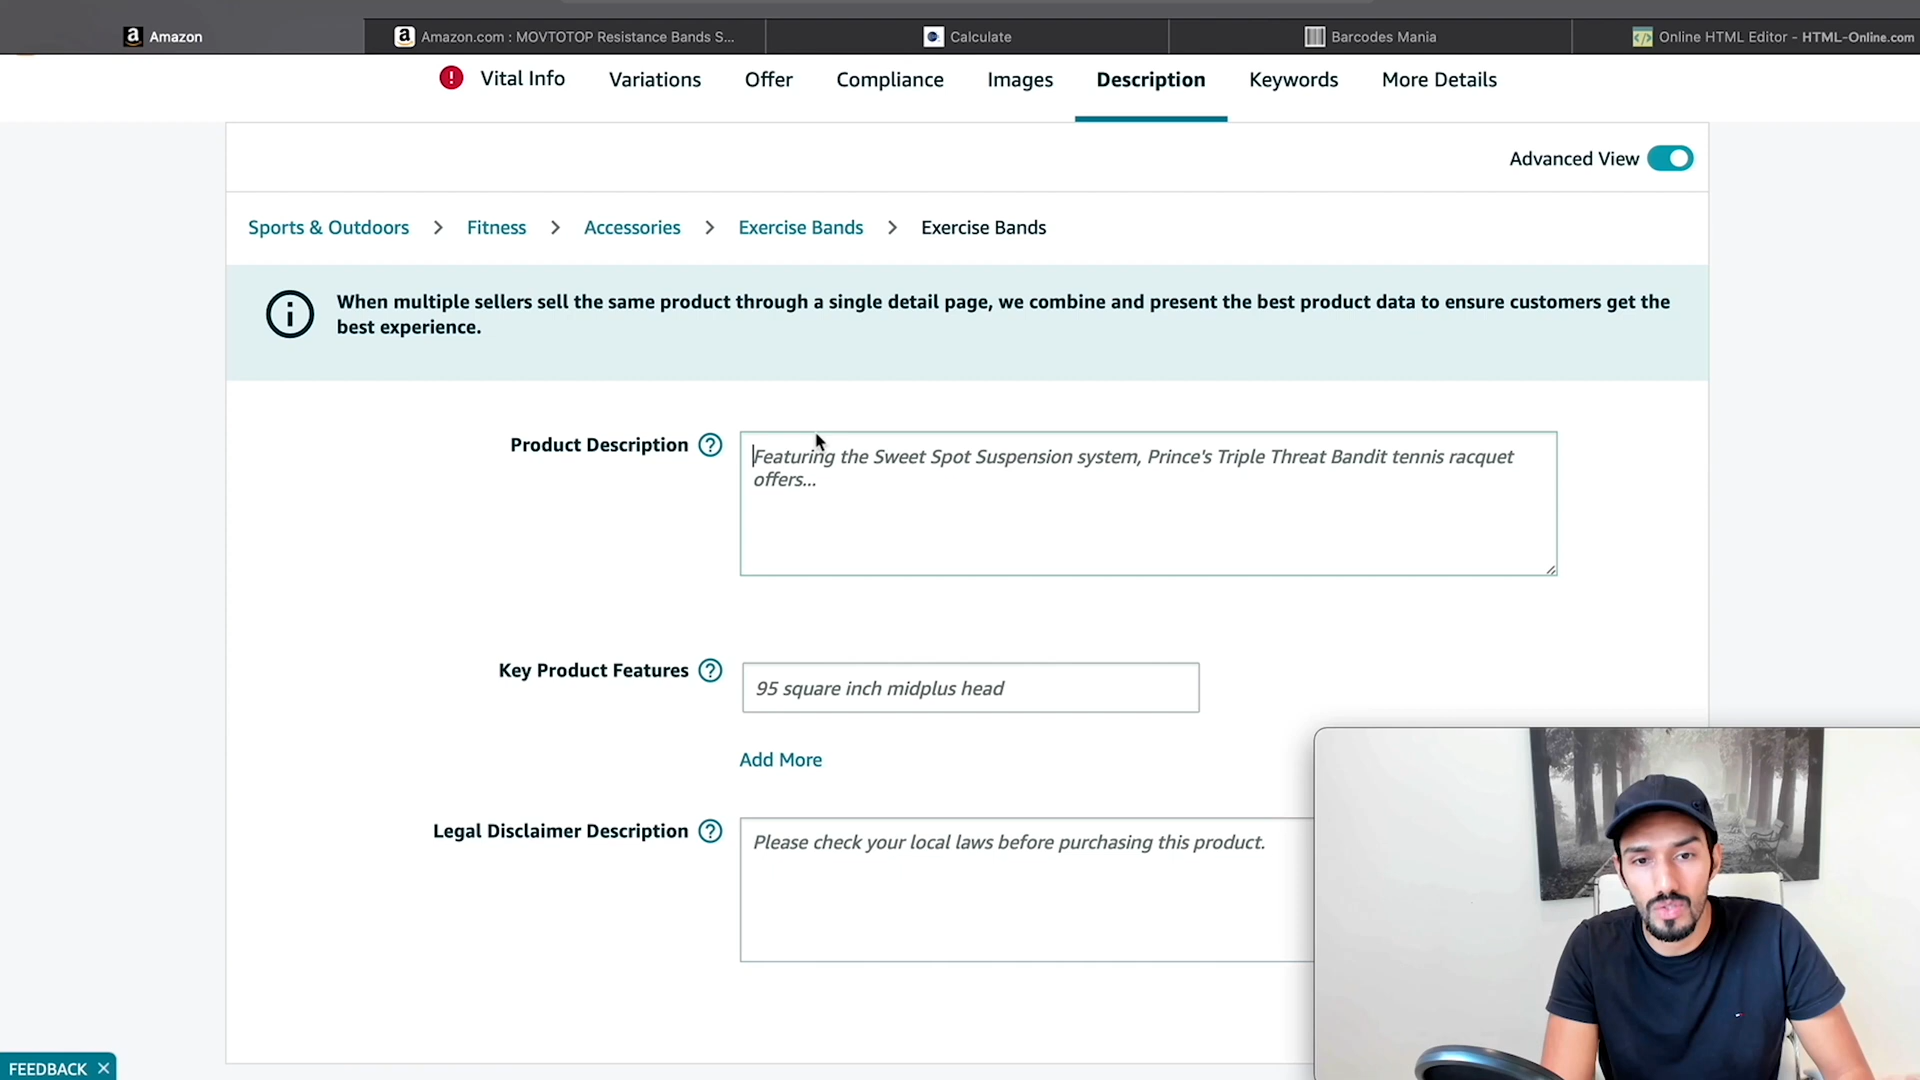 Amazon
Amazon.com : MOVTOTOP Resistance Bands S...
Calculate
Barcodes Mania
Online HTML Editor - HTML-Online.com
Vital Info
Variations
Offer
Compliance
Images
Description
Keywords
More Details
Advanced View
Sports & Outdoors > Fitness > Accessories > Exercise Bands > Exercise Bands
When multiple sellers sell the same product through a single detail page, we combine and present the best product data to ensure customers get the
best experience.
Product Description
Featuring the Sweet Spot Suspension system, Prince's Triple Threat Bandit tennis racquet
offers...
Key Product Features
95 square inch midplus head
Add More
Legal Disclaimer Description
Please check your local laws before purchasing this product.
FEEDBACK